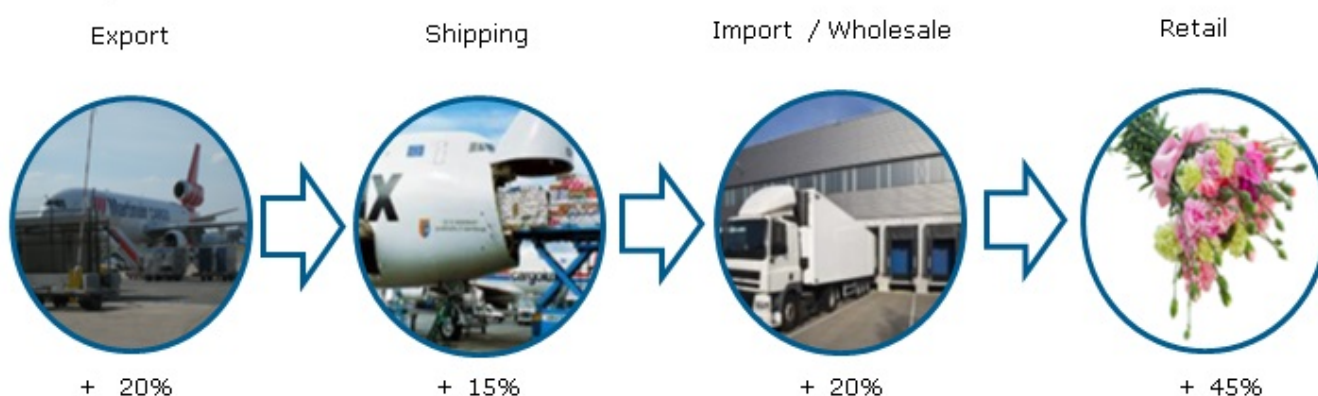 Export
Shipping
Import / Wholesale
Retail
+ 20%
+ 15%
+ 20%
+ 45%